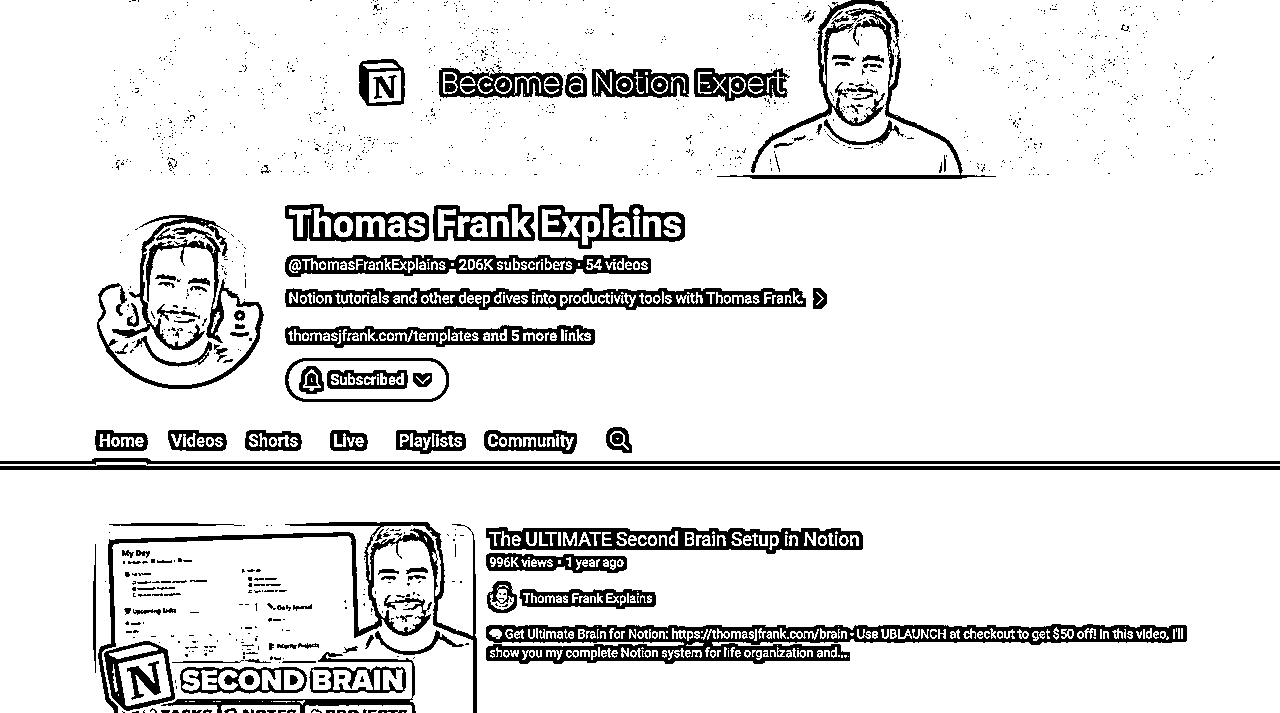 N Become a Notion Expert
Thomas Frank Explains
@ThomasFrankExplains · 206K subscribers · 54 videos
Notion tutorials and other deep dives into productivity tools with Thomas Frank.
thomasjfrank.com/templates and 5 more links
Subscribed
Home Videos Shorts Live Playlists Community
The ULTIMATE Second Brain Setup in Notion
996K views · 1 year ago
Thomas Frank Explains
Get Ultimate Brain for Notion: https://thomasjfrank.com/brain - Use UBLAUNCH at checkout to get $50 off! In this video, I'll
show you my complete Notion system for life organization and...
My Day
Upcoming Daily Journal
Priority Projects
N SECOND BRAIN
TASKS NOTES PROJECTS